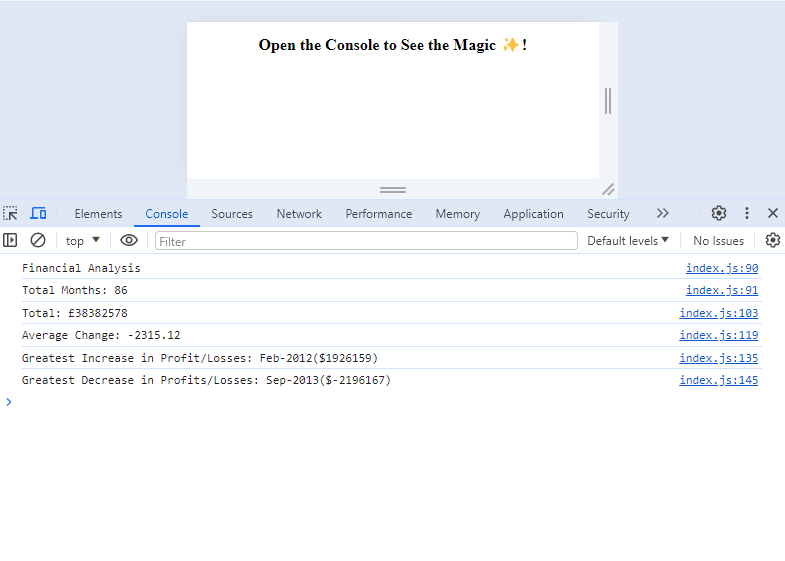 Open the Console to See the Magic ✨ !
Elements Console Sources Network Performance Memory Application Security
top Filter Default levels No Issues
Financial Analysis index.js:90
Total Months: 86 index.js:91
Total: £38382578 index.js:103
Average Change: -2315.12 index.js:119
Greatest Increase in Profit/Losses: Feb-2012($1926159) index.js:135
Greatest Decrease in Profits/Losses: Sep-2013($-2196167) index.js:145